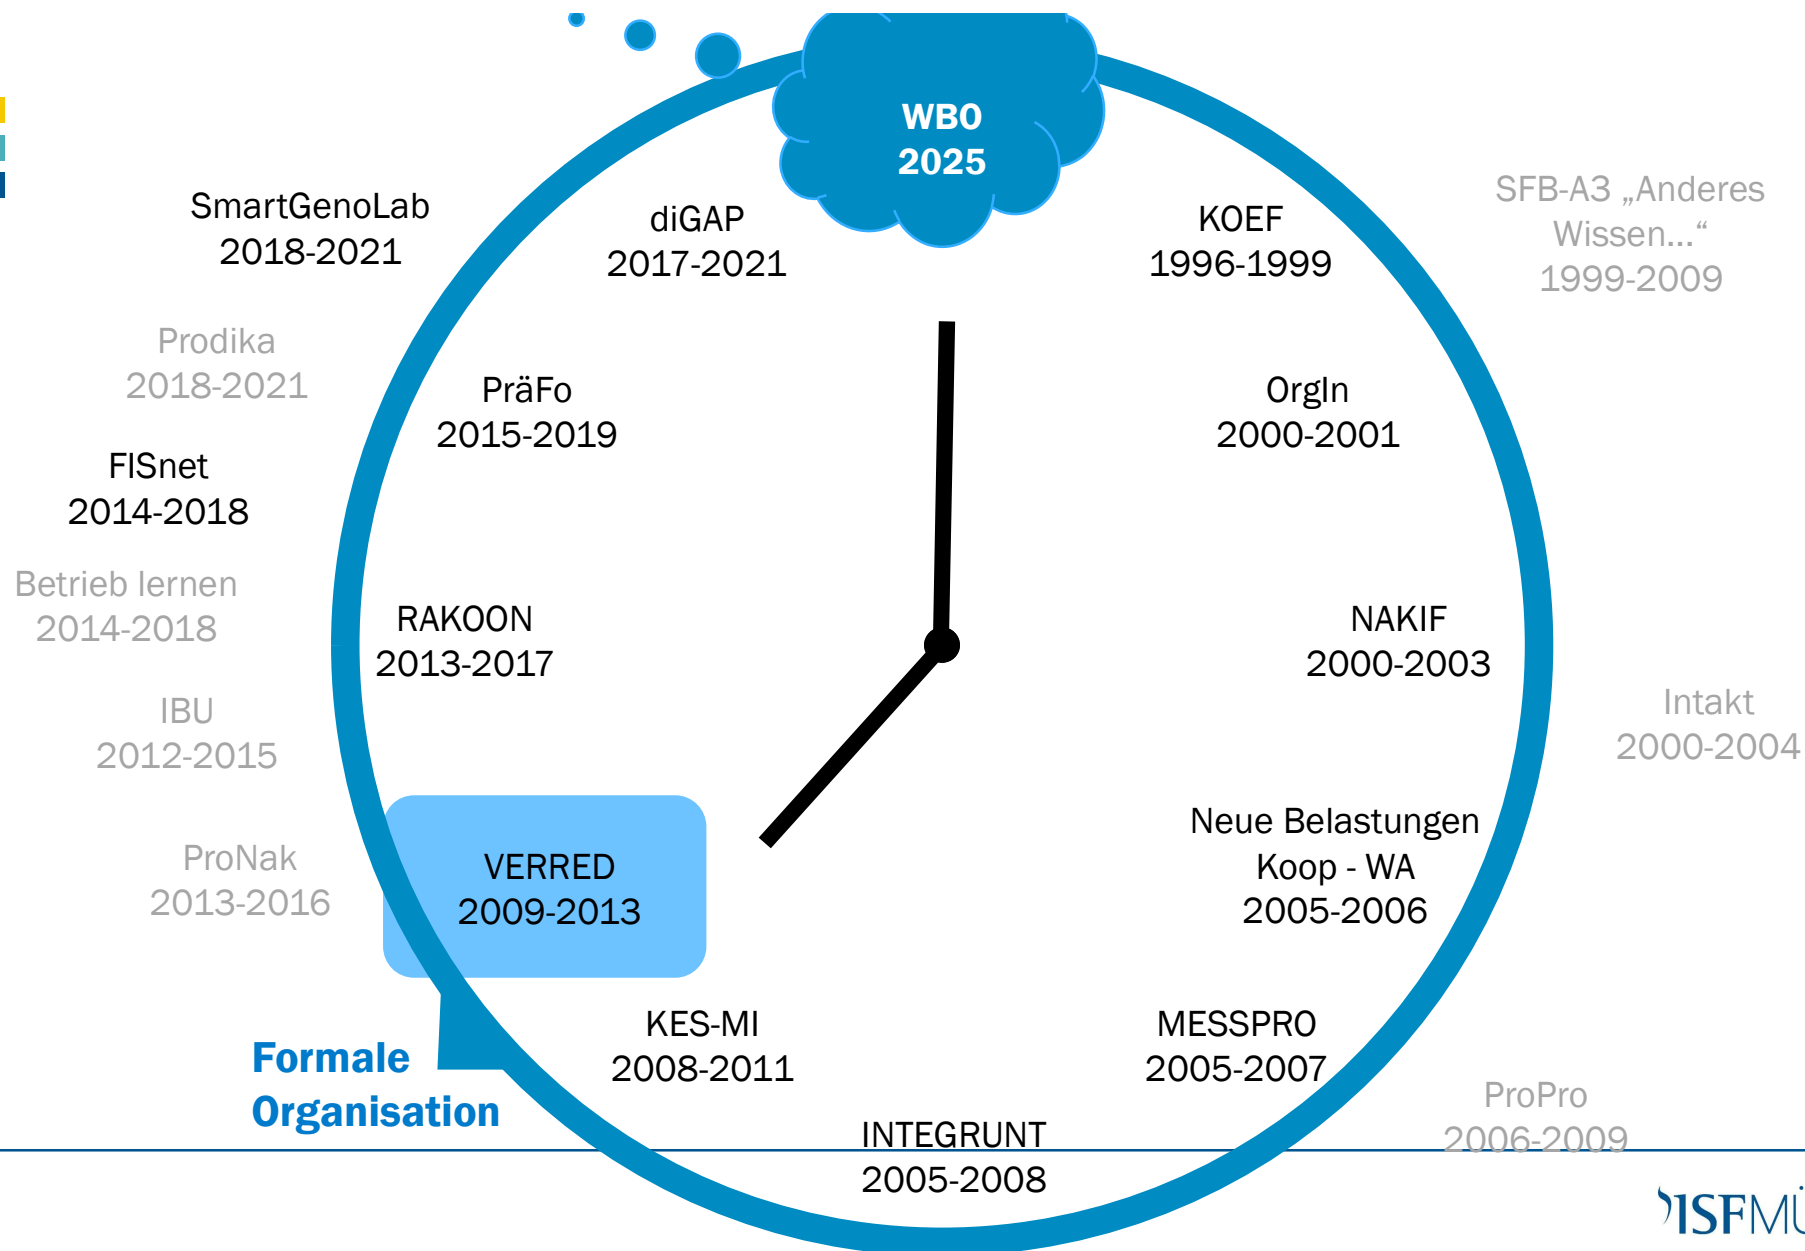 WBO
2025
SmartGenoLab
2018-2021
diGAP
2017-2021
KOEF
1996-1999
SFB-A3 „Anderes
Wissen...“
1999-2009
Prodika
2018-2021
PräFo
2015-2019
OrgIn
2000-2001
FISnet
2014-2018
Betrieb lernen
2014-2018
RAKOON
2013-2017
NAKIF
2000-2003
IBU
2012-2015
Intakt
2000-2004
Neue Belastungen
Koop - WA
2005-2006
ProNak
2013-2016
VERRED
2009-2013
KES-MI
2008-2011
MESSPRO
2005-2007
Formale
Organisation
INTEGRUNT
2005-2008
ProPro
2006-2009
ISFMÜ